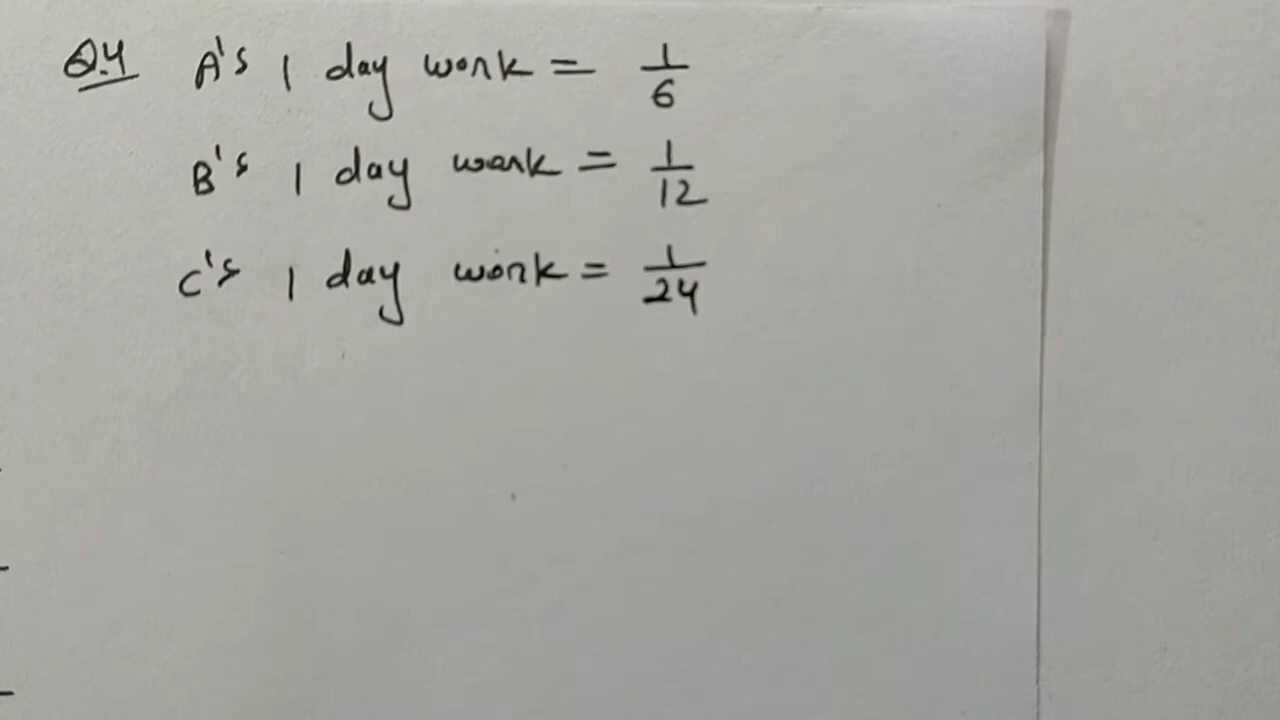 Q.4 A's 1 day work = 1/6
B's 1 day work = 1/12
C's 1 day work = 1/24